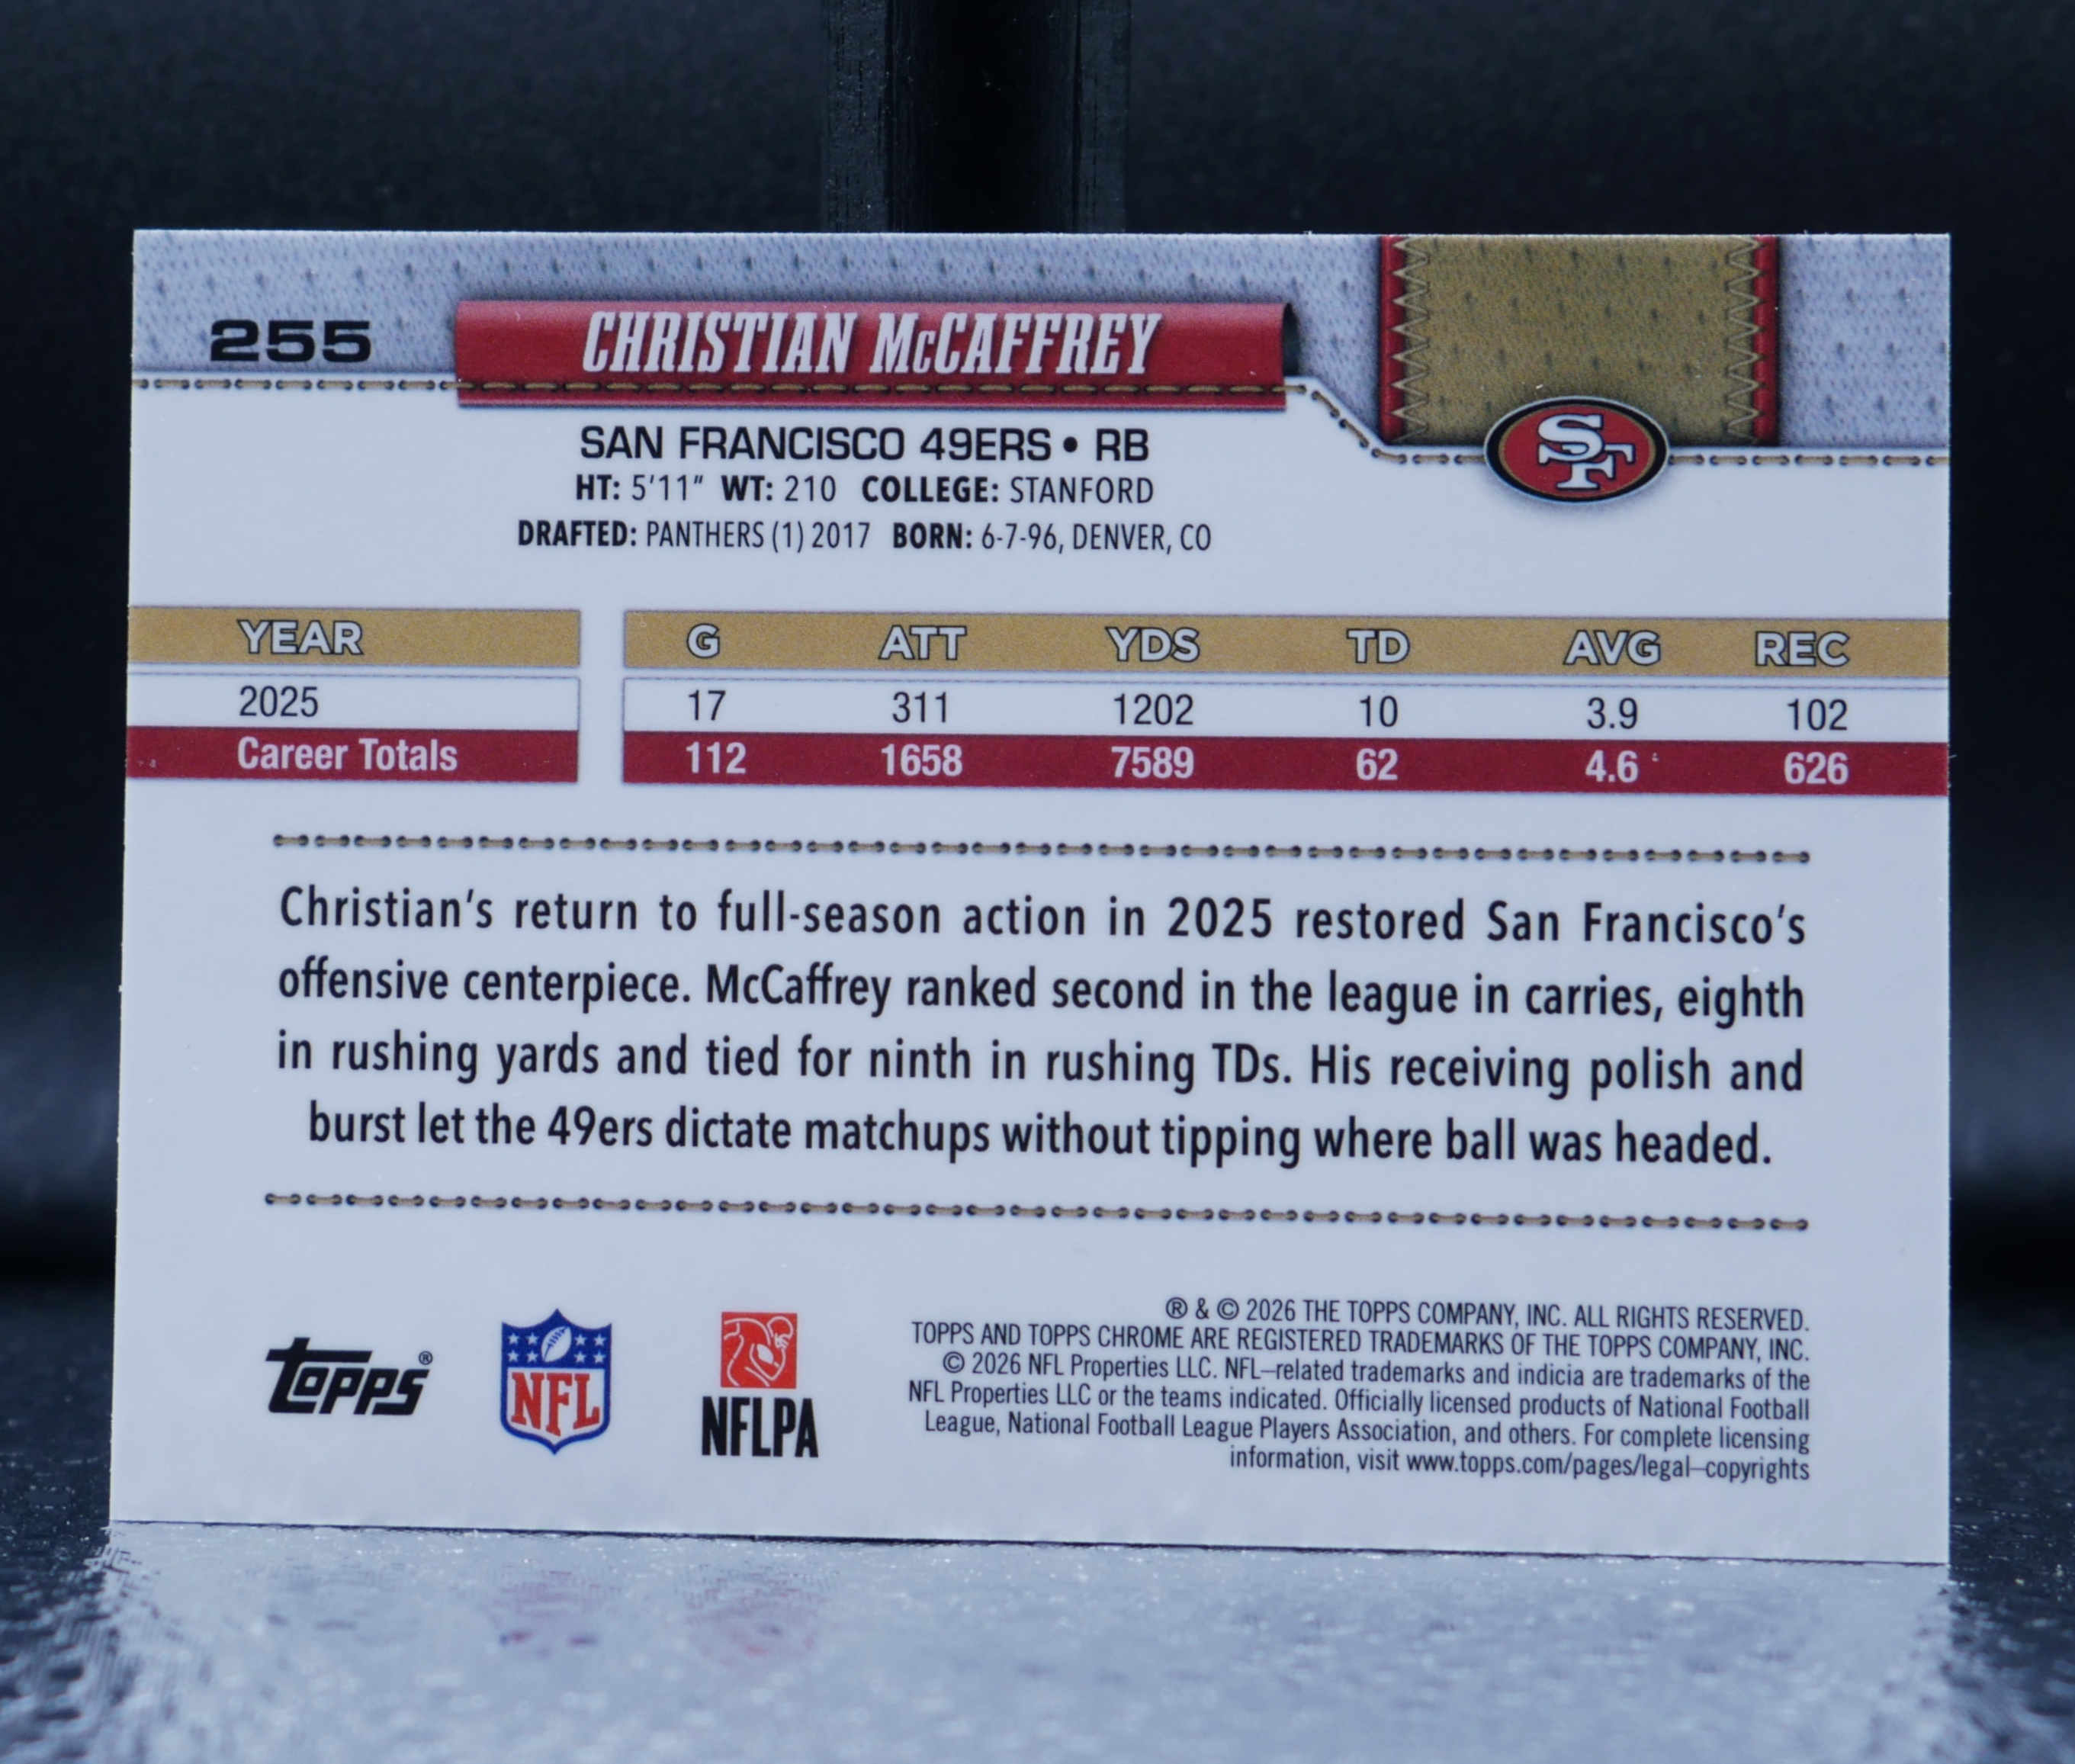 255
CHRISTIAN McCAFFREY
SAN FRANCISCO 49ERS • RB
HT: 5'11" WT: 210 COLLEGE: STANFORD
DRAFTED: PANTHERS (1) 2017 BORN: 6-7-96, DENVER, CO
SF
YEAR G ATT YDS TD AVG REC
2025 17 311 1202 10 3.9 102
Career Totals 112 1658 7589 62 4.6 626
Christian's return to full-season action in 2025 restored San Francisco's
offensive centerpiece. McCaffrey ranked second in the league in carries, eighth
in rushing yards and tied for ninth in rushing TDs. His receiving polish and
burst let the 49ers dictate matchups without tipping where ball was headed.
topps®
NFL
NFLPA
® & © 2026 THE TOPPS COMPANY, INC. ALL RIGHTS RESERVED.
TOPPS AND TOPPS CHROME ARE REGISTERED TRADEMARKS OF THE TOPPS COMPANY, INC.
© 2026 NFL Properties LLC. NFL–related trademarks and indicia are trademarks of the
NFL Properties LLC or the teams indicated. Officially licensed products of National Football
League, National Football League Players Association, and others. For complete licensing
information, visit www.topps.com/pages/legal–copyrights